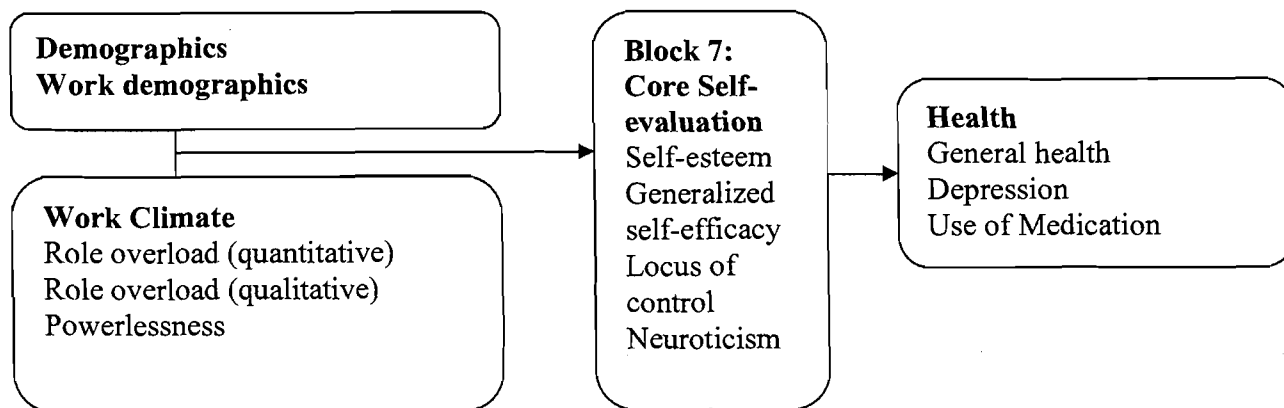 Demographics
Work demographics
Work Climate
Role overload (quantitative)
Role overload (qualitative)
Powerlessness
Block 7:
Core Self-
evaluation
Self-esteem
Generalized
self-efficacy
Locus of
control
Neuroticism
Health
General health
Depression
Use of Medication